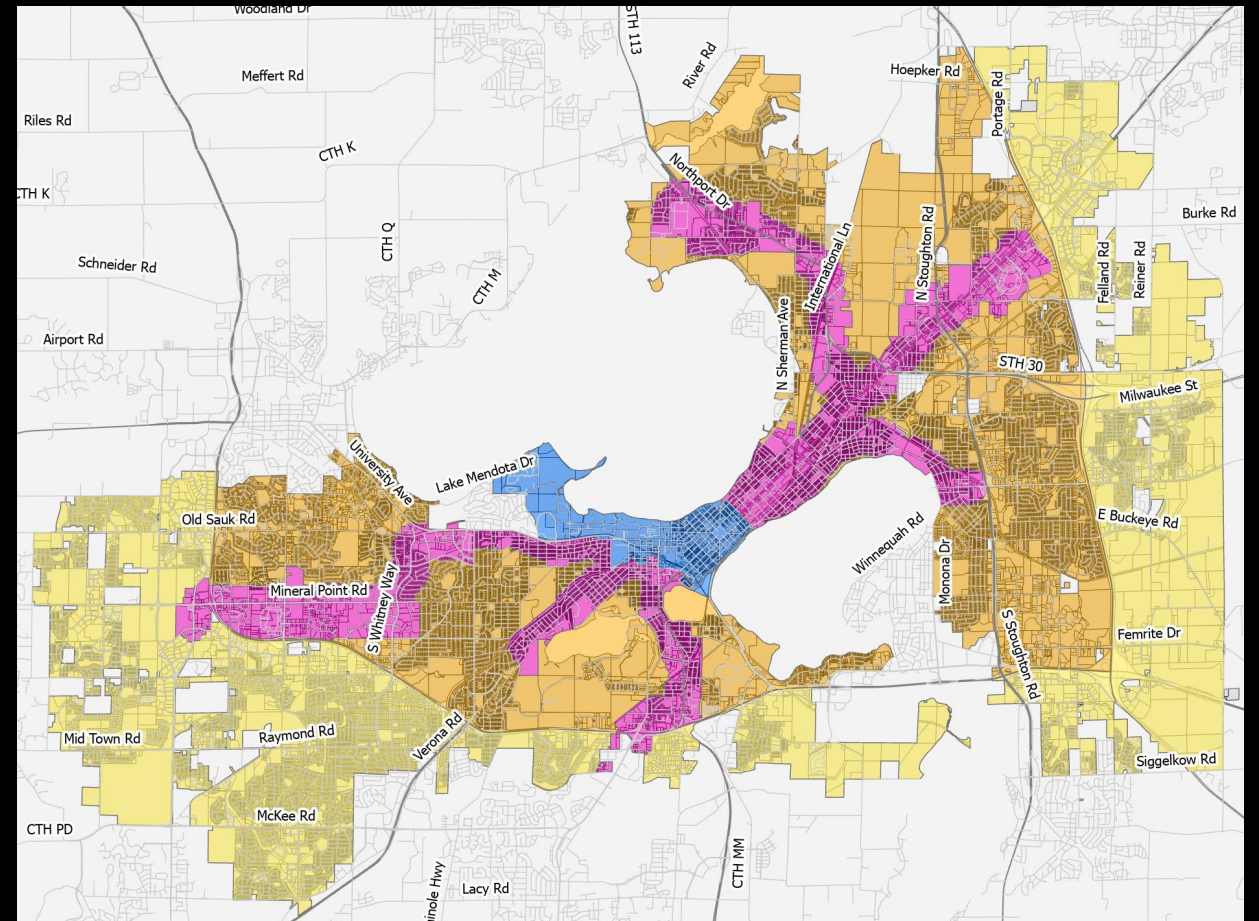 Woodland Dr
STH 113
River Rd
Hoepker Rd
Meffert Rd
Portage Rd
Riles Rd
CTH K
Northport Dr
CTH K
Burke Rd
CTH Q
International Ln
N Stoughton Rd
Schneider Rd
Felland Rd
Reiner Rd
CTH M
N Sherman Ave
Airport Rd
STH 30
Milwaukee St
University Ave
Lake Mendota Dr
Old Sauk Rd
E Buckeye Rd
Winnequah Rd
Monona Dr
Mineral Point Rd
S Whitney Way
Femrite Dr
S Stoughton Rd
Raymond Rd
Mid Town Rd
Verona Rd
Siggelkow Rd
McKee Rd
CTH PD
CTH MM
inole Hwy
Lacy Rd